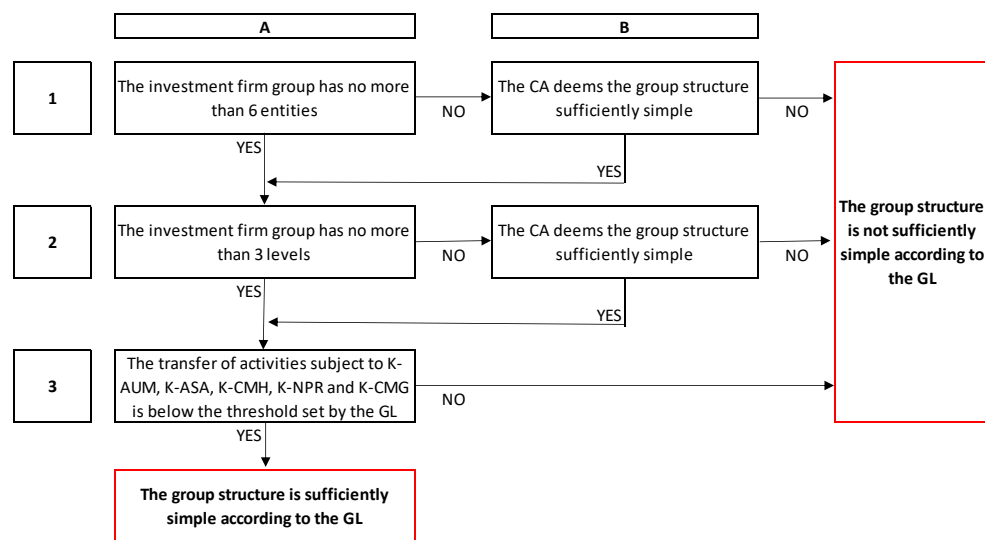 A
B
1
The investment firm group has no more
than 6 entities
NO
The CA deems the group structure
sufficiently simple
NO
YES
YES
The group structure
is not sufficiently
simple according to
the GL
2
The investment firm group has no more
than 3 levels
NO
The CA deems the group structure
sufficiently simple
NO
YES
YES
3
The transfer of activities subject to K-
AUM, K-ASA, K-CMH, K-NPR and K-CMG
is below the threshold set by the GL
NO
YES
The group structure is sufficiently
simple according to the GL